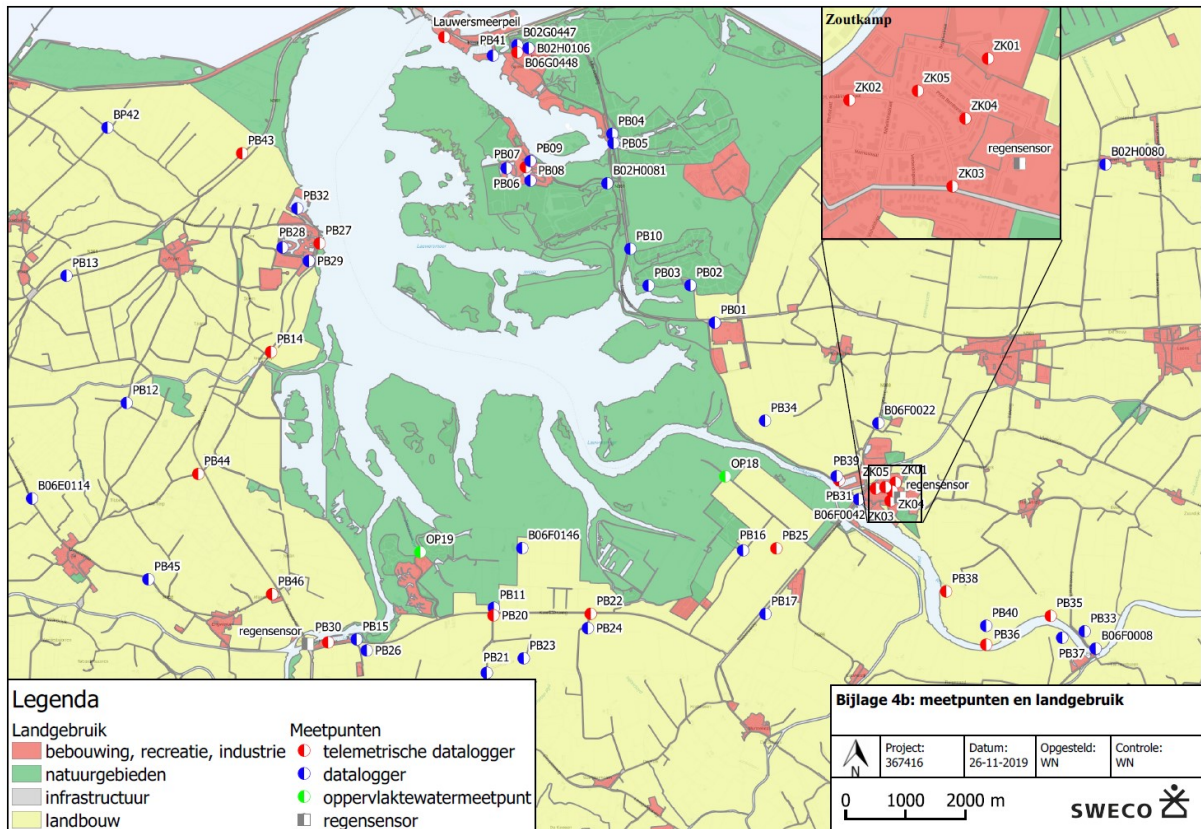 Lauwersmeerpeil
PB41
B02G0447
B02H0106
B06G0448
Zoutkamp
ZK01
ZK02
ZK05
ZK04
regensensor
ZK03
BP42
PB43
PB04
PB05
PB07
PB09
PB08
PB06
B02H0081
B02H0080
PB32
PB28
PB27
PB29
PB13
PB10
PB03
PB02
PB01
PB14
PB12
PB34
B06F0022
PB44
B06E0114
OP18
PB39
ZK05
ZK01
regensensor
PB31
ZK04
B06F0042
ZK03
OP19
B06F0146
PB16
PB25
PB45
PB46
PB38
PB11
PB20
PB22
PB24
PB17
PB40
PB35
PB33
PB36
B06F0008
PB37
regensensor
PB30
PB15
PB26
PB21
PB23
Legenda
Landgebruik
bebouwing, recreatie, industrie
natuurgebieden
infrastructuur
landbouw
Meetpunten
telemetrische datalogger
datalogger
oppervlaktewatermeetpunt
regensensor
Bijlage 4b: meetpunten en landgebruik
N
Project:
367416
Datum:
26-11-2019
Opgesteld:
WN
Controle:
WN
0 1000 2000 m
SWECO